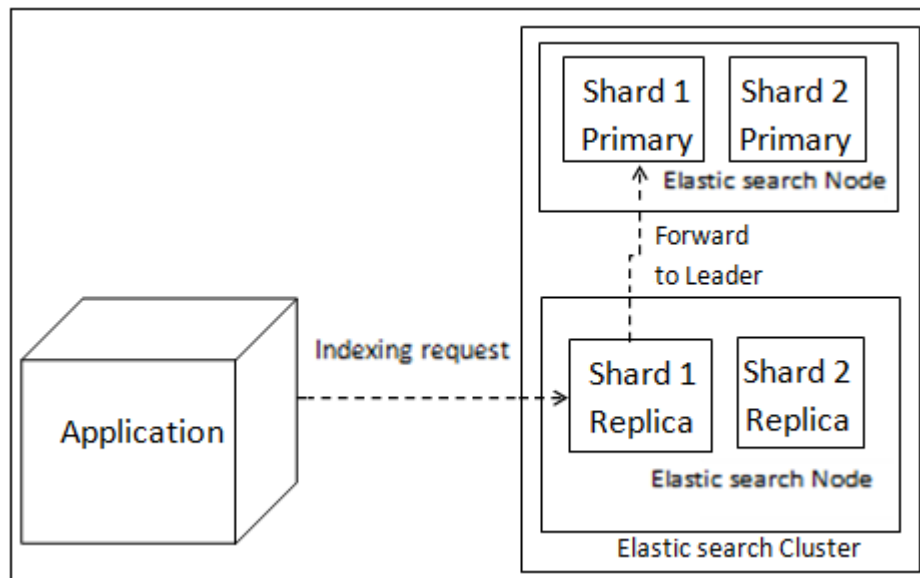 Shard 1
Primary
Shard 2
Primary
Elastic search Node
Forward
to Leader
Indexing request
Application
Shard 1
Replica
Shard 2
Replica
Elastic search Node
Elastic search Cluster